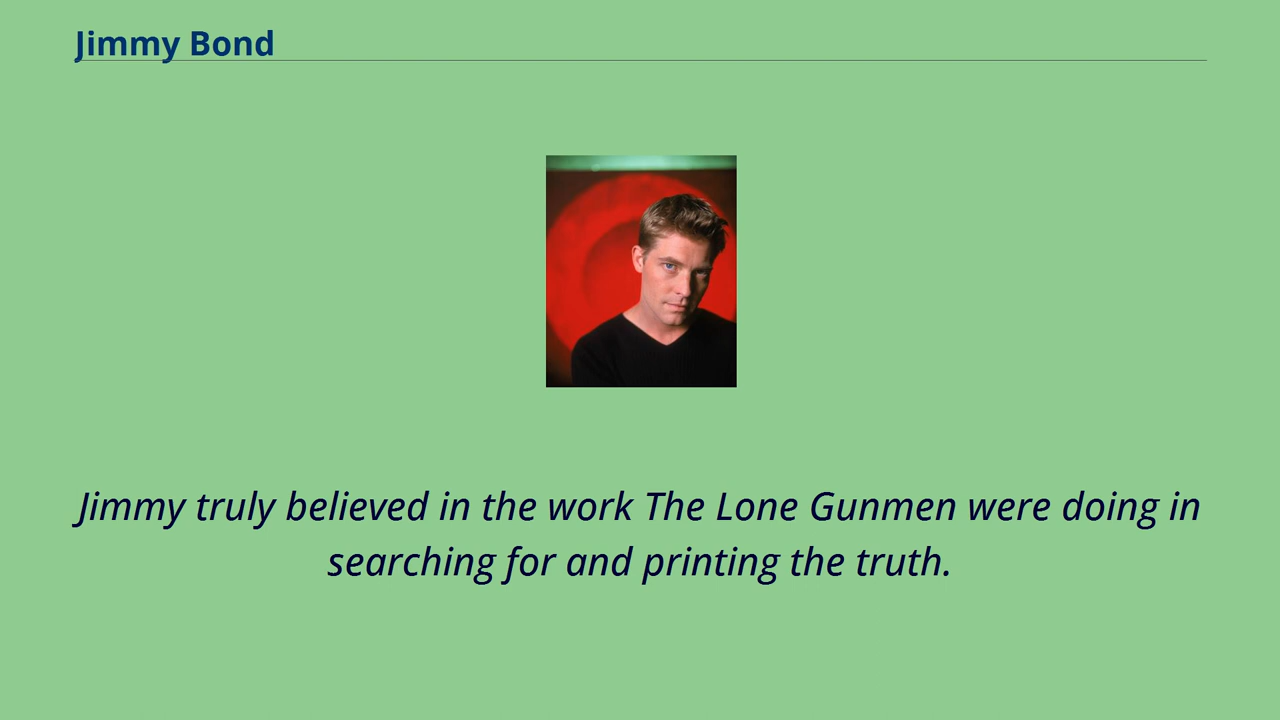 Jimmy Bond
Jimmy truly believed in the work The Lone Gunmen were doing in
searching for and printing the truth.